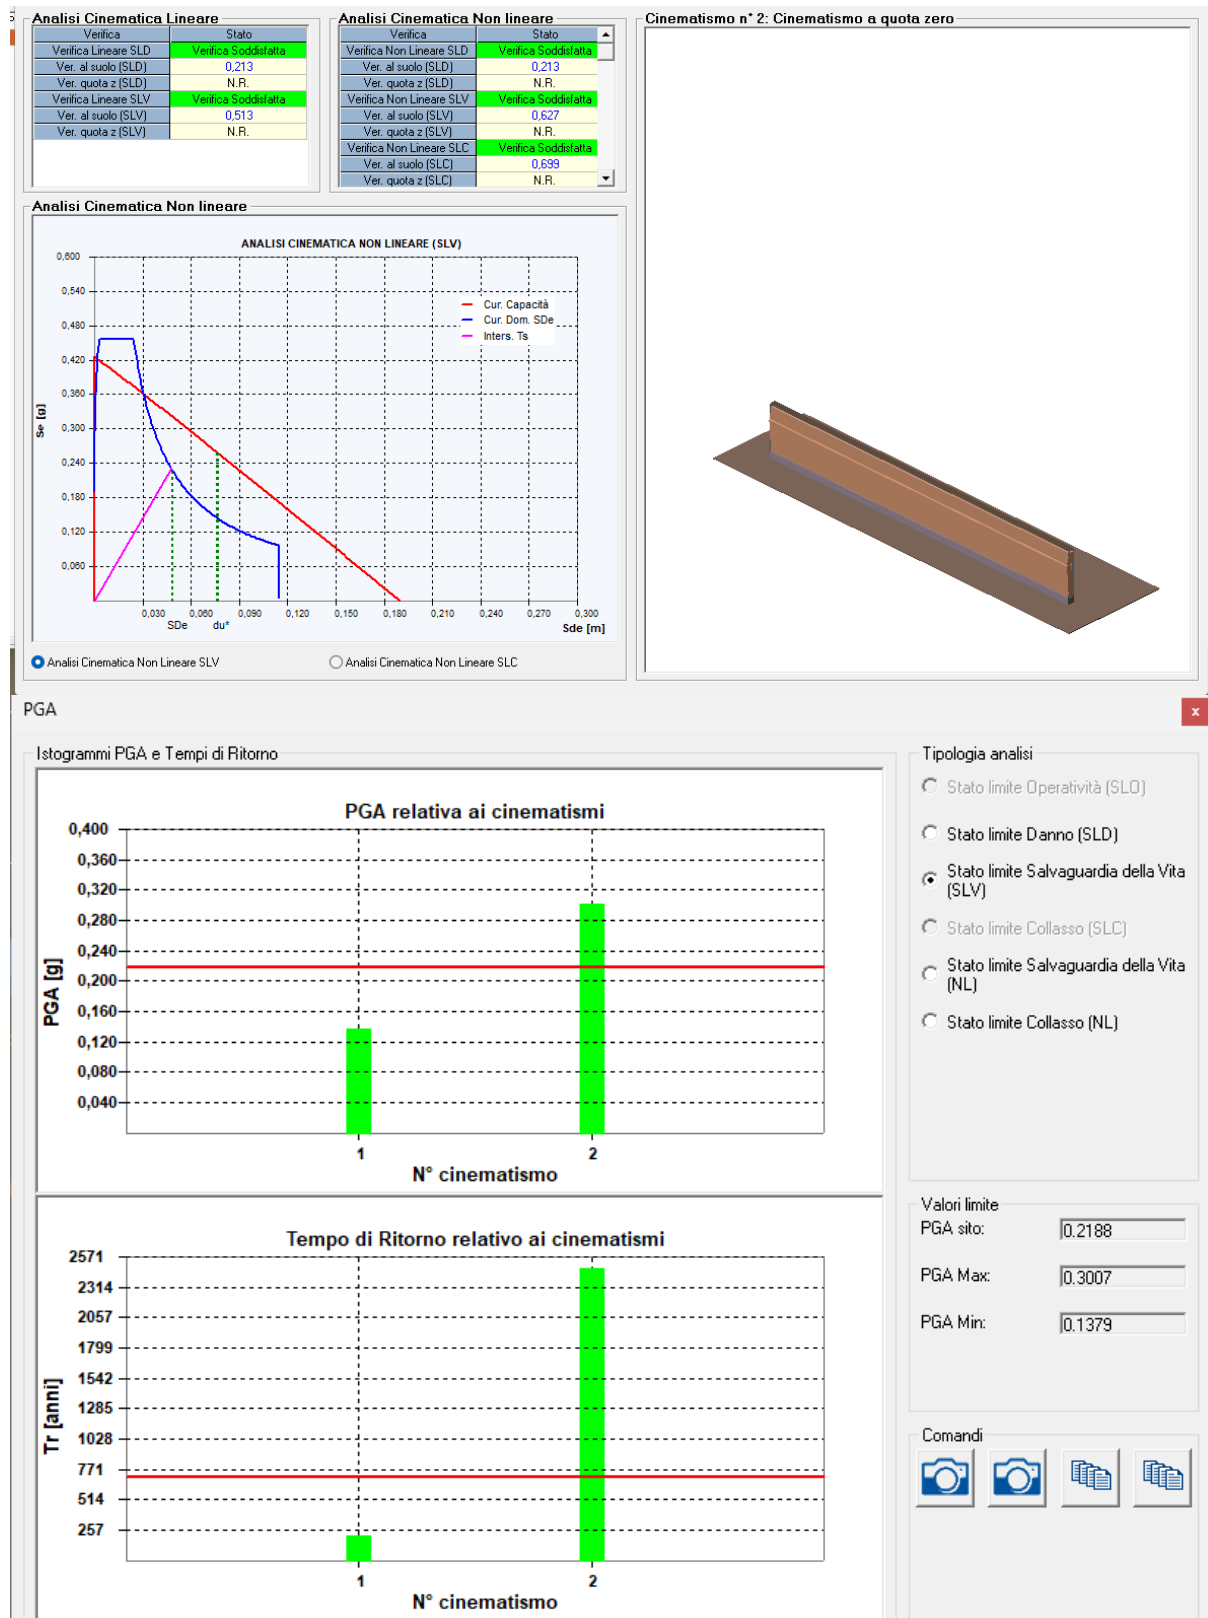 Analisi Cinematica Lineare
Verifica Stato
Verifica Lineare SLD Verifica Soddisfatta
Ver. al suolo (SLD) 0,213
Ver. quota z (SLD) N.R.
Verifica Lineare SLV Verifica Soddisfatta
Ver. al suolo (SLV) 0,513
Ver. quota z (SLV) N.R.
Analisi Cinematica Non lineare
Verifica Stato
Verifica Non Lineare SLD Verifica Soddisfatta
Ver. al suolo (SLD) 0,213
Ver. quota z (SLD) N.R.
Verifica Non Lineare SLV Verifica Soddisfatta
Ver. al suolo (SLV) 0,627
Ver. quota z (SLV) N.R.
Verifica Non Lineare SLC Verifica Soddisfatta
Ver. al suolo (SLC) 0,699
Ver. quota z (SLC) N.R.
Cinematismo n° 2: Cinematismo a quota zero
Analisi Cinematica Non lineare
ANALISI CINEMATICA NON LINEARE (SLV)
0,600
0,540
0,480
0,420
0,360
0,300
0,240
0,180
0,120
0,060
Se [g]
Cur. Capacità
Cur. Dom. SDe
Inters. Ts
0,030 0,060 0,090 0,120 0,150 0,180 0,210 0,240 0,270 0,300
SDe du*
Sde [m]
Analisi Cinematica Non Lineare SLV
Analisi Cinematica Non Lineare SLC
PGA
x
Istogrammi PGA e Tempi di Ritorno
PGA relativa ai cinematismi
0,400
0,360
0,320
0,280
0,240
0,200
0,160
0,120
0,080
0,040
PGA [g]
1 2
N° cinematismo
Tempo di Ritorno relativo ai cinematismi
2571
2314
2057
1799
1542
1285
1028
771
514
257
Tr [anni]
1 2
N° cinematismo
Tipologia analisi
Stato limite Operatività (SLO)
Stato limite Danno (SLD)
Stato limite Salvaguardia della Vita
(SLV)
Stato limite Collasso (SLC)
Stato limite Salvaguardia della Vita
(NL)
Stato limite Collasso (NL)
Valori limite
PGA sito: 0.2188
PGA Max: 0.3007
PGA Min: 0.1379
Comandi